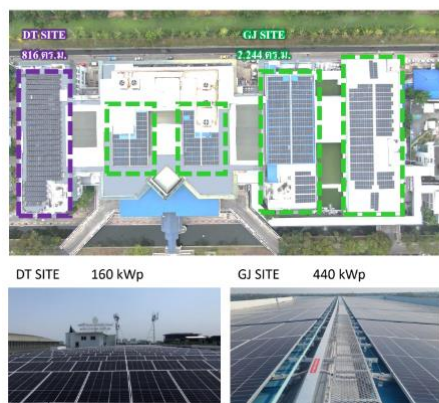 DT SITE
816 ตร.ม.
GJ SITE
2,244 ตร.ม.
DT SITE 160 kWp
GJ SITE 440 kWp